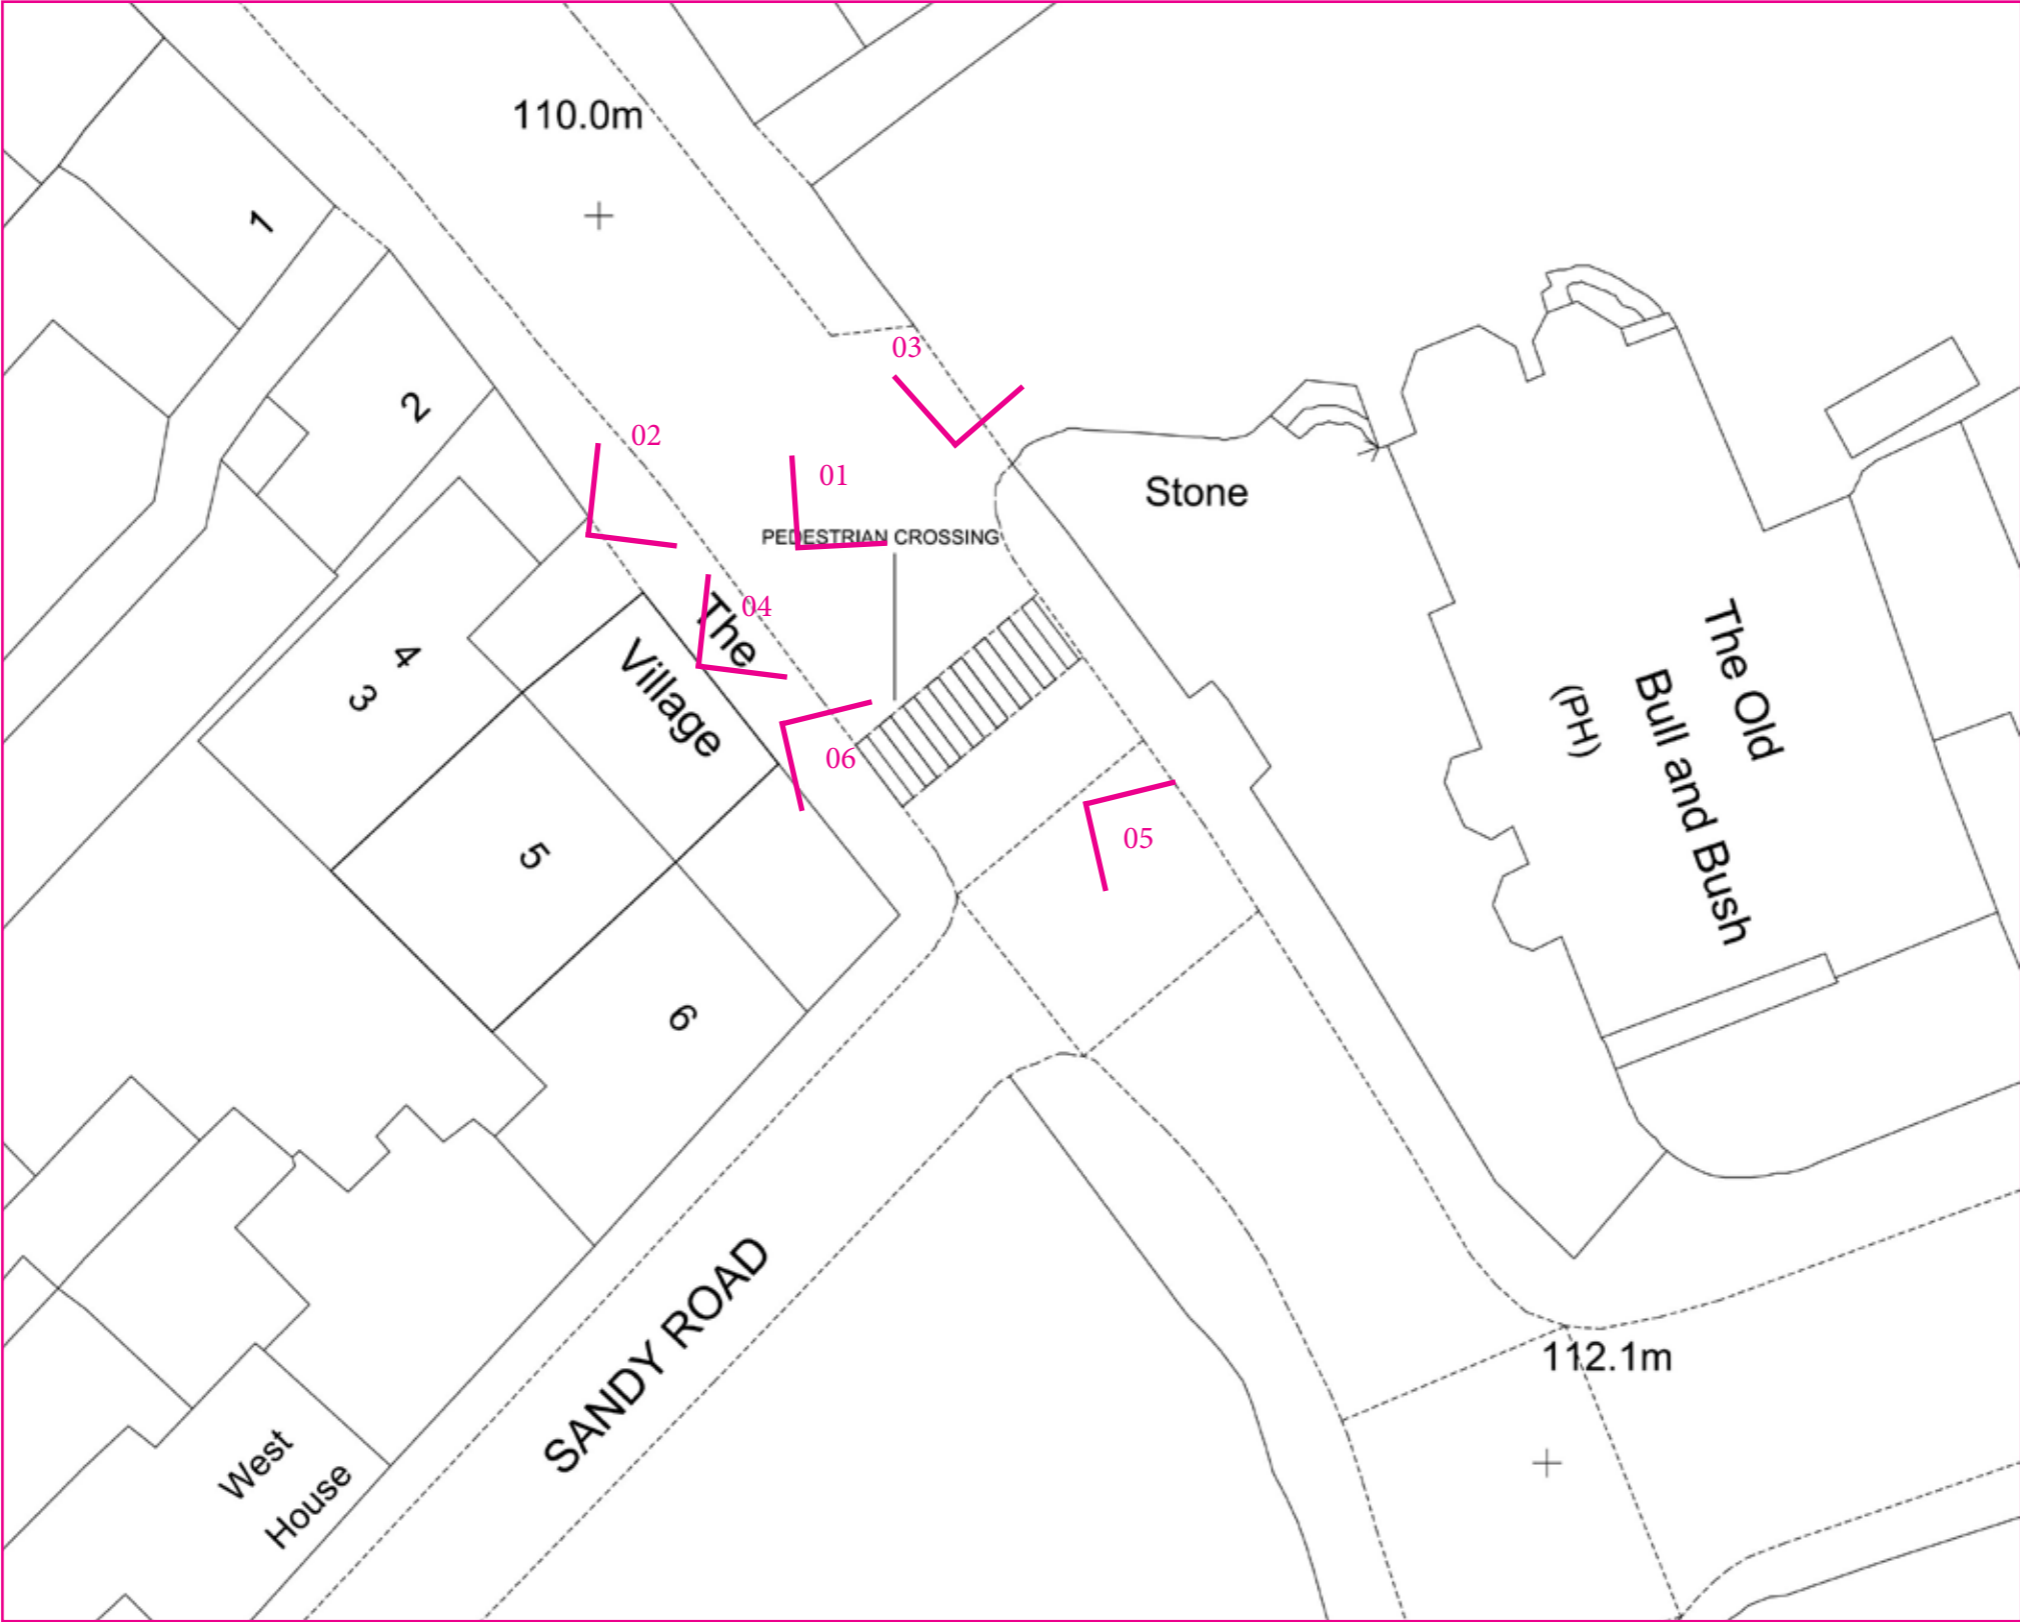 110.0m
1
03
2
02
01
Stone
PEDESTRIAN CROSSING
The
Village
04
4
3
The Old
Bull and Bush
(PH)
06
05
5
6
SANDY ROAD
112.1m
West
House